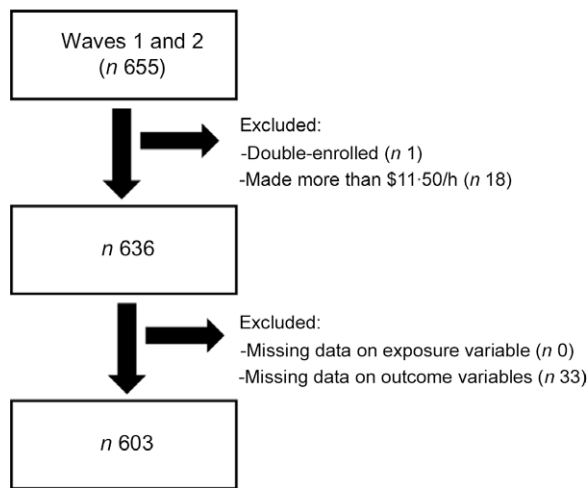 Waves 1 and 2
(n 655)
Excluded:
-Double-enrolled (n 1)
-Made more than $11·50/h (n 18)
n 636
Excluded:
-Missing data on exposure variable (n 0)
-Missing data on outcome variables (n 33)
n 603